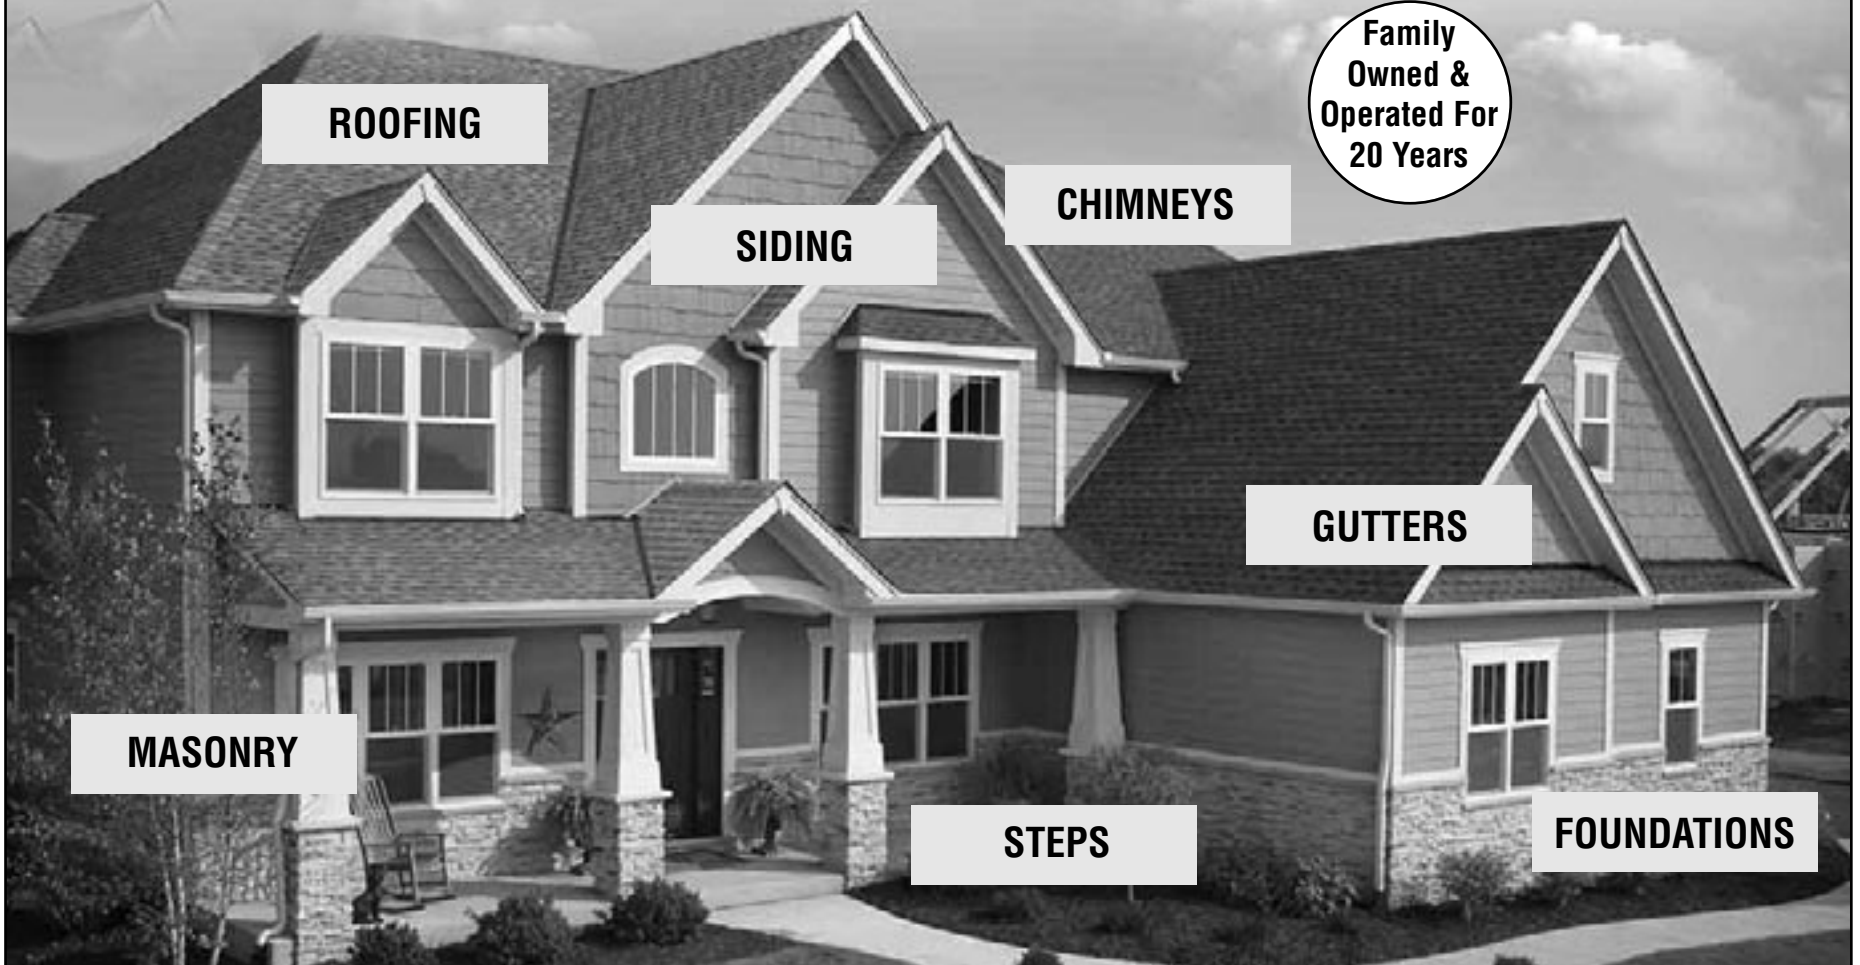 Family
Owned &
Operated For
20 Years
ROOFING
CHIMNEYS
SIDING
GUTTERS
MASONRY
STEPS
FOUNDATIONS